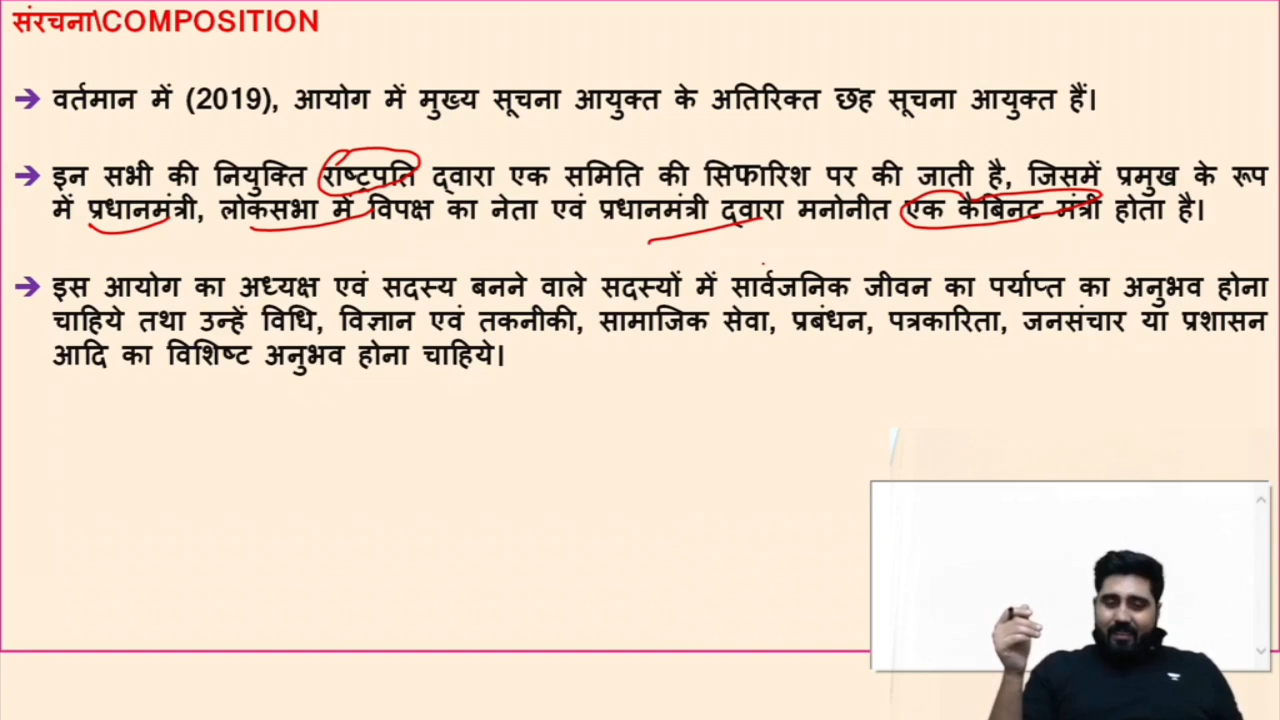 संरचना\COMPOSITION
➔ वर्तमान में (2019), आयोग में मुख्य सूचना आयुक्त के अतिरिक्त छह सूचना आयुक्त हैं।
➔ इन सभी की नियुक्ति राष्ट्रपति द्वारा एक समिति की सिफारिश पर की जाती है, जिसमें प्रमुख के रूप
में प्रधानमंत्री, लोकसभा में विपक्ष का नेता एवं प्रधानमंत्री द्वारा मनोनीत एक कैबिनट मंत्री होता है।
➔ इस आयोग का अध्यक्ष एवं सदस्य बनने वाले सदस्यों में सार्वजनिक जीवन का पर्याप्त का अनुभव होना
चाहिये तथा उन्हें विधि, विज्ञान एवं तकनीकी, सामाजिक सेवा, प्रबंधन, पत्रकारिता, जनसंचार या प्रशासन
आदि का विशिष्ट अनुभव होना चाहिये।